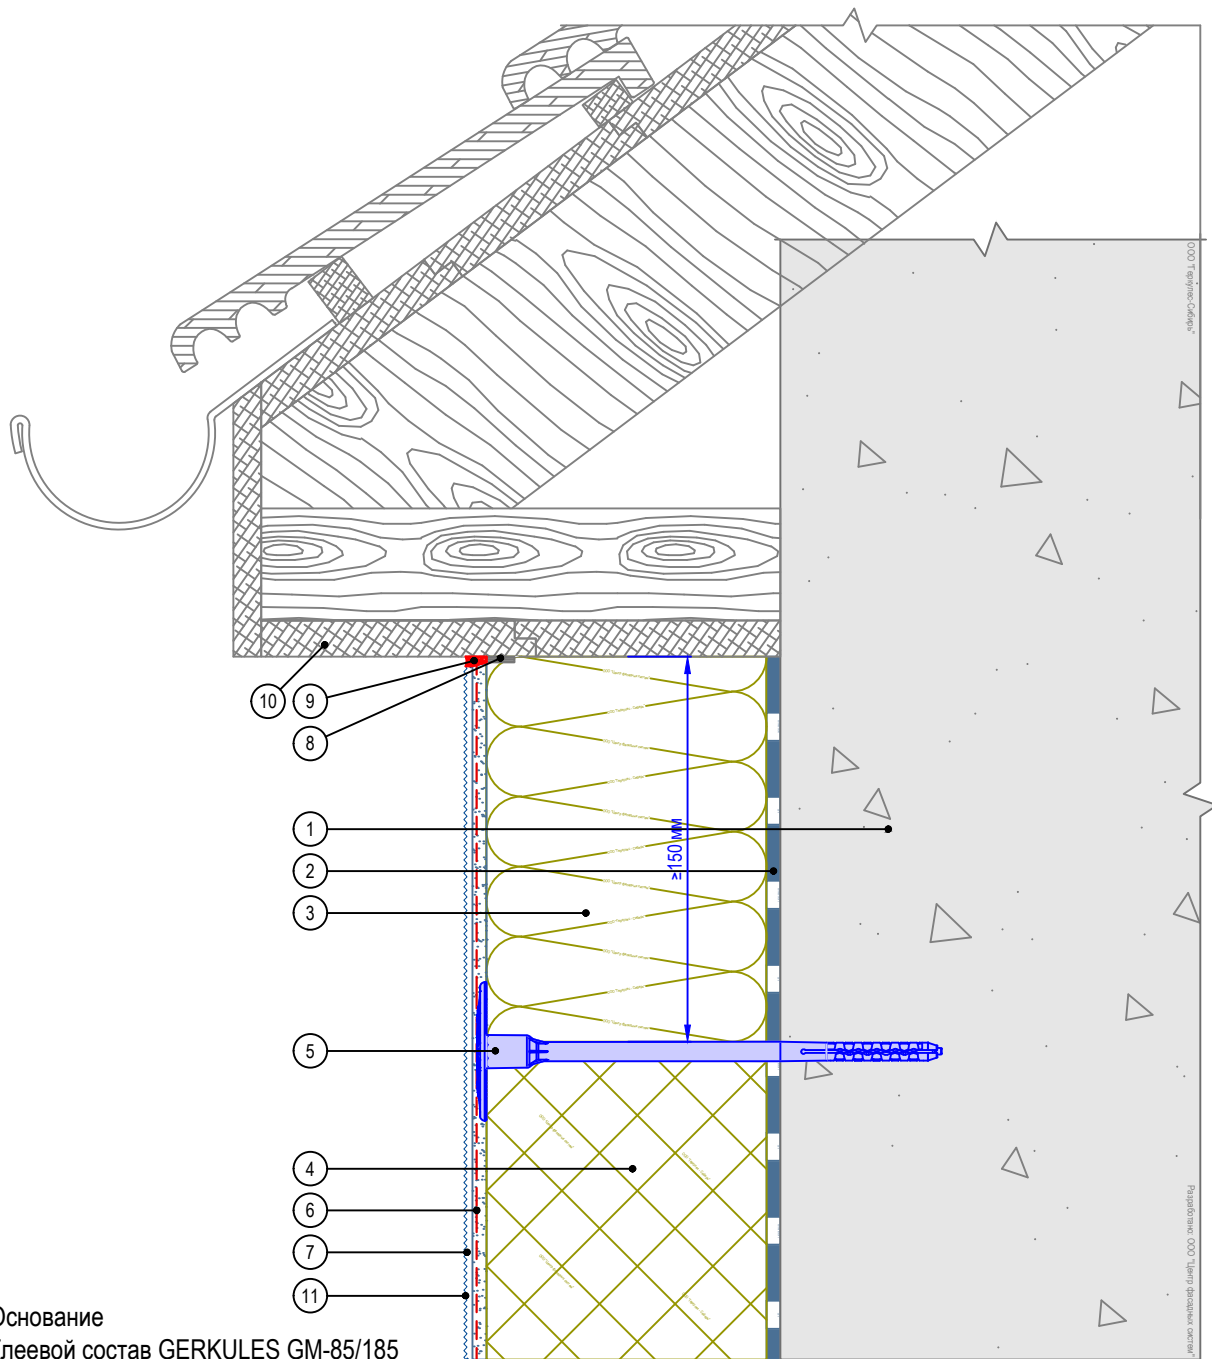 ООО "Геркулес-Сибирь"
10
9
8
1
2
≥150 мм
3
5
4
6
7
11
Разработано: ООО "Центр фасадных систем"
Основание
Клеевой состав GERKULES GM-85/185